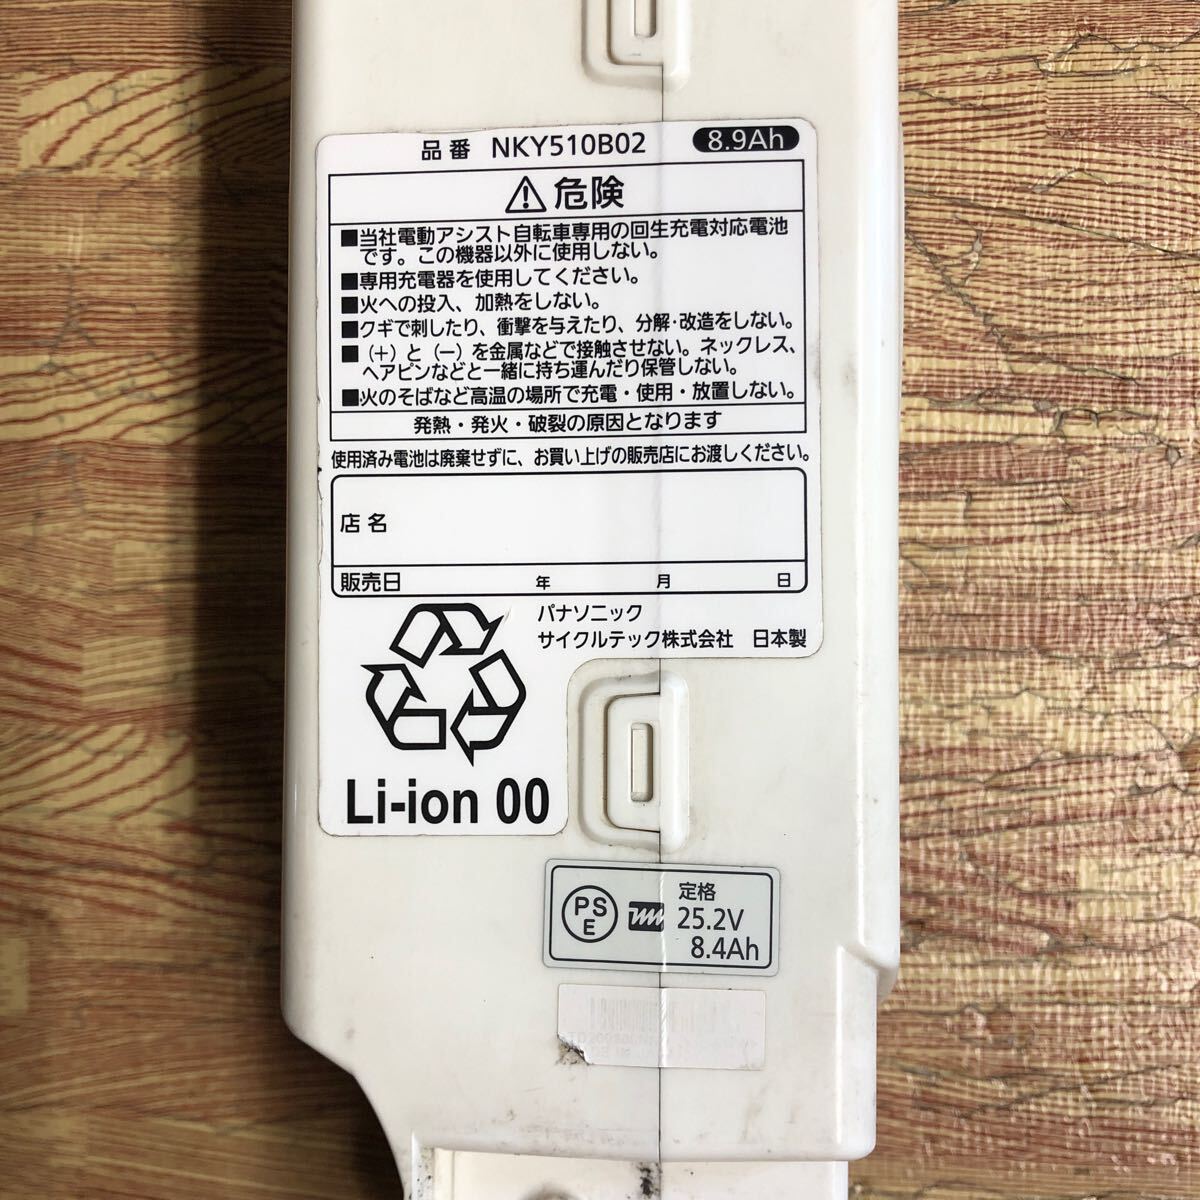 品番 NKY510B02 8.9Ah
危険
■当社電動アシスト自転車専用の回生充電対応電池
です。この機器以外に使用しない。
■専用充電器を使用してください。
■火への投入、加熱をしない。
■クギで刺したり、衝撃を与えたり、分解・改造をしない。
■(+)と(−)を金属などで接触させない。ネックレス、
ヘアピンなどと一緒に持ち運んだり保管しない。
■火のそばなど高温の場所で充電・使用・放置しない。
発熱・発火・破裂の原因となります
使用済み電池は廃棄せずに、お買い上げの販売店にお渡しください。
店名
販売日 年 月 日
パナソニック
サイクルテック株式会社 日本製
Li-ion 00
PS
E
定格
25.2V
8.4Ah